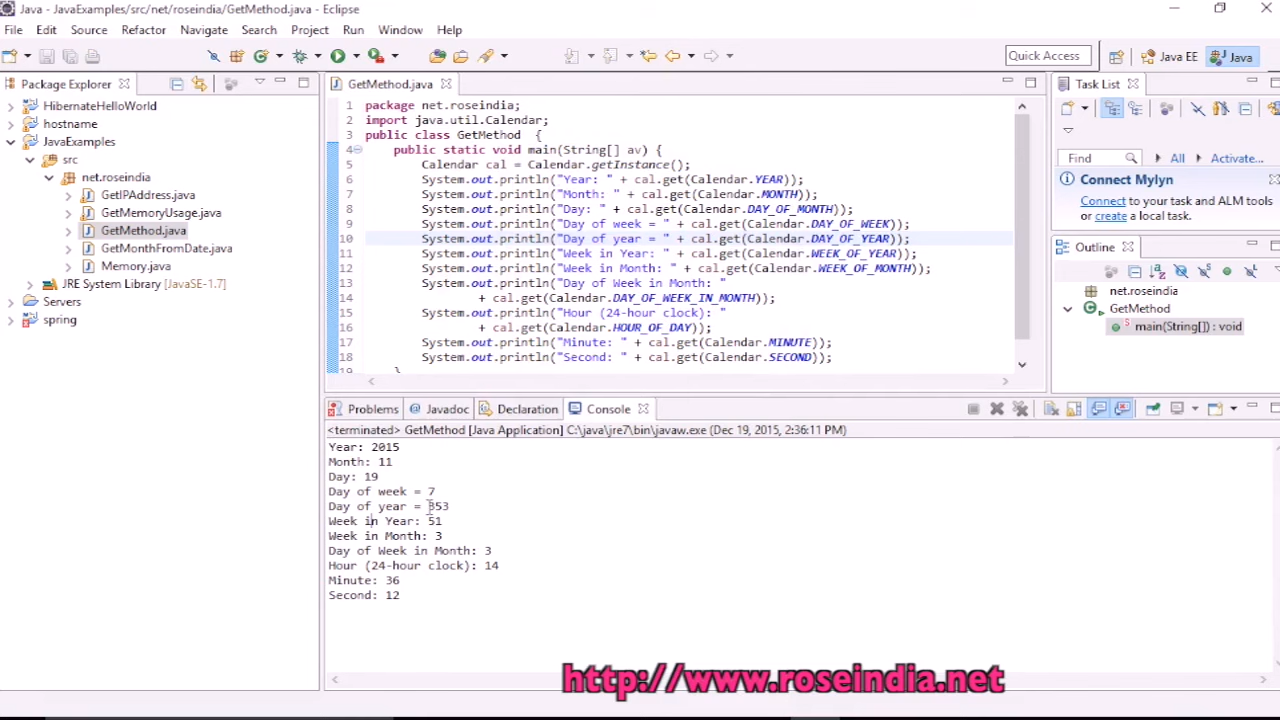 Java - JavaExamples/src/net/roseindia/GetMethod.java - Eclipse
File Edit Source Refactor Navigate Search Project Run Window Help
Quick Access Java EE Java
Package Explorer
HibernateHelloWorld
hostname
JavaExamples
src
net.roseindia
GetIPAddress.java
GetMemoryUsage.java
GetMethod.java
GetMonthFromDate.java
Memory.java
JRE System Library [JavaSE-1.7]
Servers
spring
GetMethod.java
1 package net.roseindia;
2 import java.util.Calendar;
3 public class GetMethod {
4 public static void main(String[] av) {
5 Calendar cal = Calendar.getInstance();
6 System.out.println("Year: " + cal.get(Calendar.YEAR));
7 System.out.println("Month: " + cal.get(Calendar.MONTH));
8 System.out.println("Day: " + cal.get(Calendar.DAY_OF_MONTH));
9 System.out.println("Day of week = " + cal.get(Calendar.DAY_OF_WEEK));
10 System.out.println("Day of year = " + cal.get(Calendar.DAY_OF_YEAR));
11 System.out.println("Week in Year: " + cal.get(Calendar.WEEK_OF_YEAR));
12 System.out.println("Week in Month: " + cal.get(Calendar.WEEK_OF_MONTH));
13 System.out.println("Day of Week in Month: "
14 + cal.get(Calendar.DAY_OF_WEEK_IN_MONTH));
15 System.out.println("Hour (24-hour clock): "
16 + cal.get(Calendar.HOUR_OF_DAY));
17 System.out.println("Minute: " + cal.get(Calendar.MINUTE));
18 System.out.println("Second: " + cal.get(Calendar.SECOND));
19 }
Task List
Find All Activate...
Connect Mylyn
Connect to your task and ALM tools
or create a local task.
Outline
net.roseindia
GetMethod
main(String[]) : void
Problems @ Javadoc Declaration Console
<terminated> GetMethod [Java Application] C:\java\jre7\bin\javaw.exe (Dec 19, 2015, 2:36:11 PM)
Year: 2015
Month: 11
Day: 19
Day of week = 7
Day of year = 353
Week in Year: 51
Week in Month: 3
Day of Week in Month: 3
Hour (24-hour clock): 14
Minute: 36
Second: 12
http://www.roseindia.net